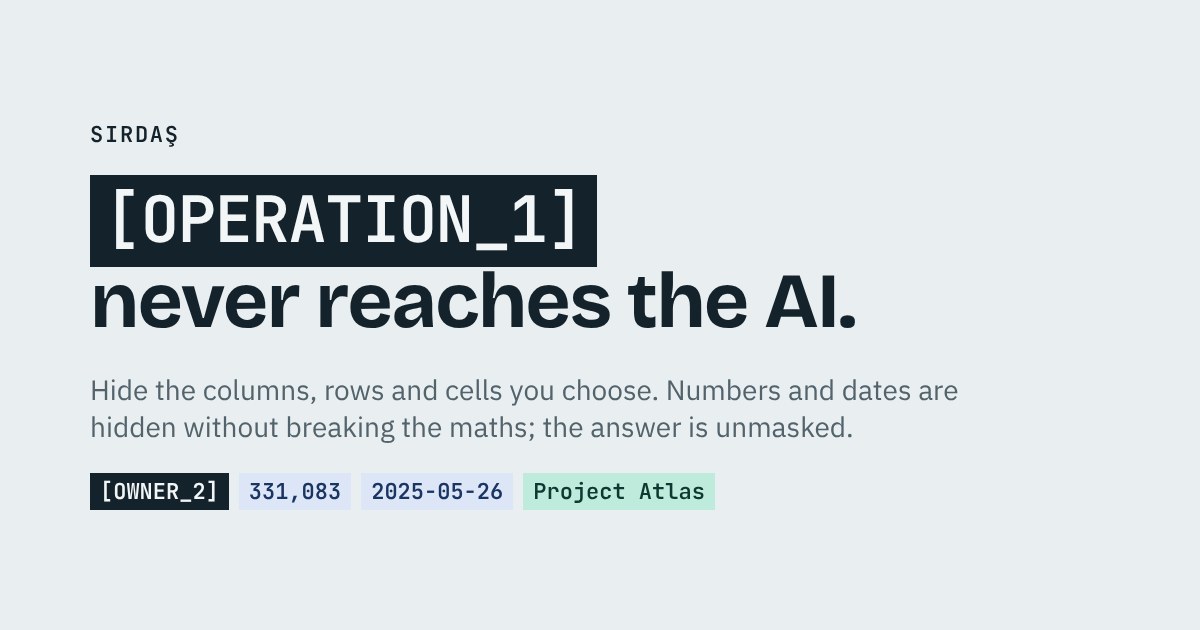 SIRDAŞ
[OPERATION_1]
never reaches the AI.
Hide the columns, rows and cells you choose. Numbers and dates are
hidden without breaking the maths; the answer is unmasked.
[OWNER_2] 331,083 2025-05-26 Project Atlas